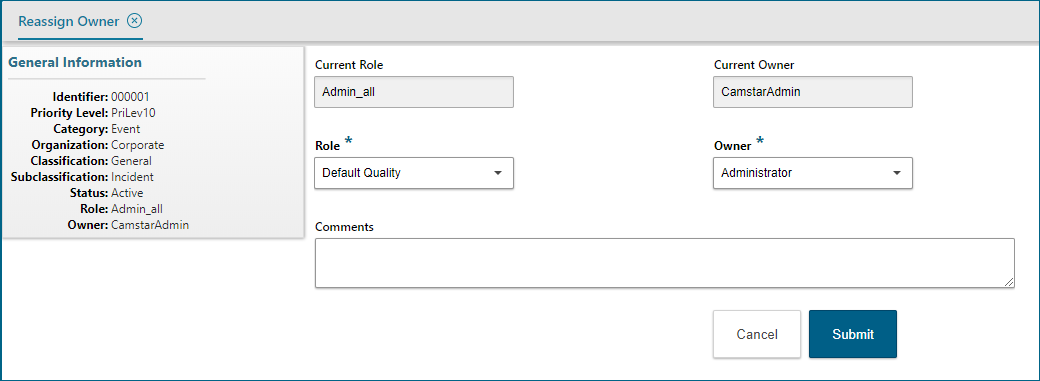 Reassign Owner
General Information
Identifier: 000001
Priority Level: PriLev10
Category: Event
Organization: Corporate
Classification: General
Subclassification: Incident
Status: Active
Role: Admin_all
Owner: CamstarAdmin
Current Role
Current Owner
Admin_all
CamstarAdmin
Role *
Owner *
Default Quality
Administrator
Comments
Cancel
Submit